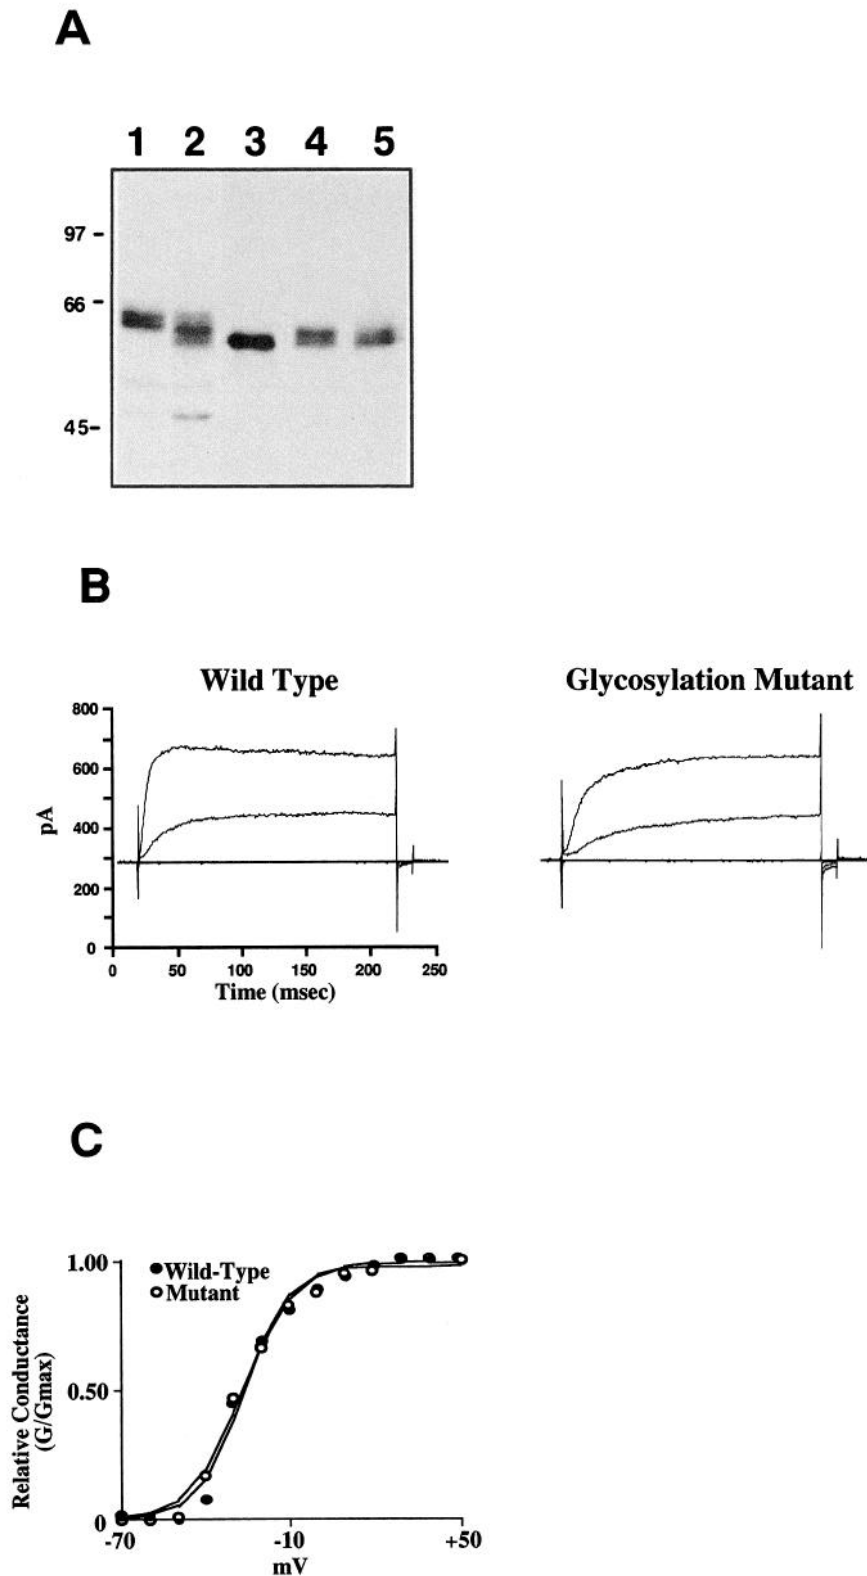 A
1 2 3 4 5
97
66
45
B
Wild Type
Glycosylation Mutant
800
600
400
200
0
pA
0 50 100 150 200 250
Time (msec)
C
1.00
0.50
0
Wild-Type
Mutant
Relative Conductance
(G/Gmax)
-70 -10 +50
mV